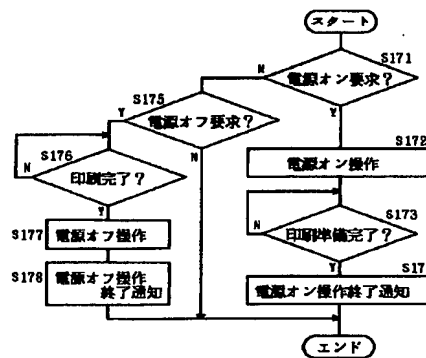 スタート
S171
電源オン要求?
N
Y
S175
電源オフ要求?
Y
N
S172
電源オン操作
S176
印刷完了?
N
Y
S173
印刷準備完了?
N
Y
S177
電源オフ操作
S178
電源オフ操作
終了通知
S17
電源オン操作終了通知
エンド